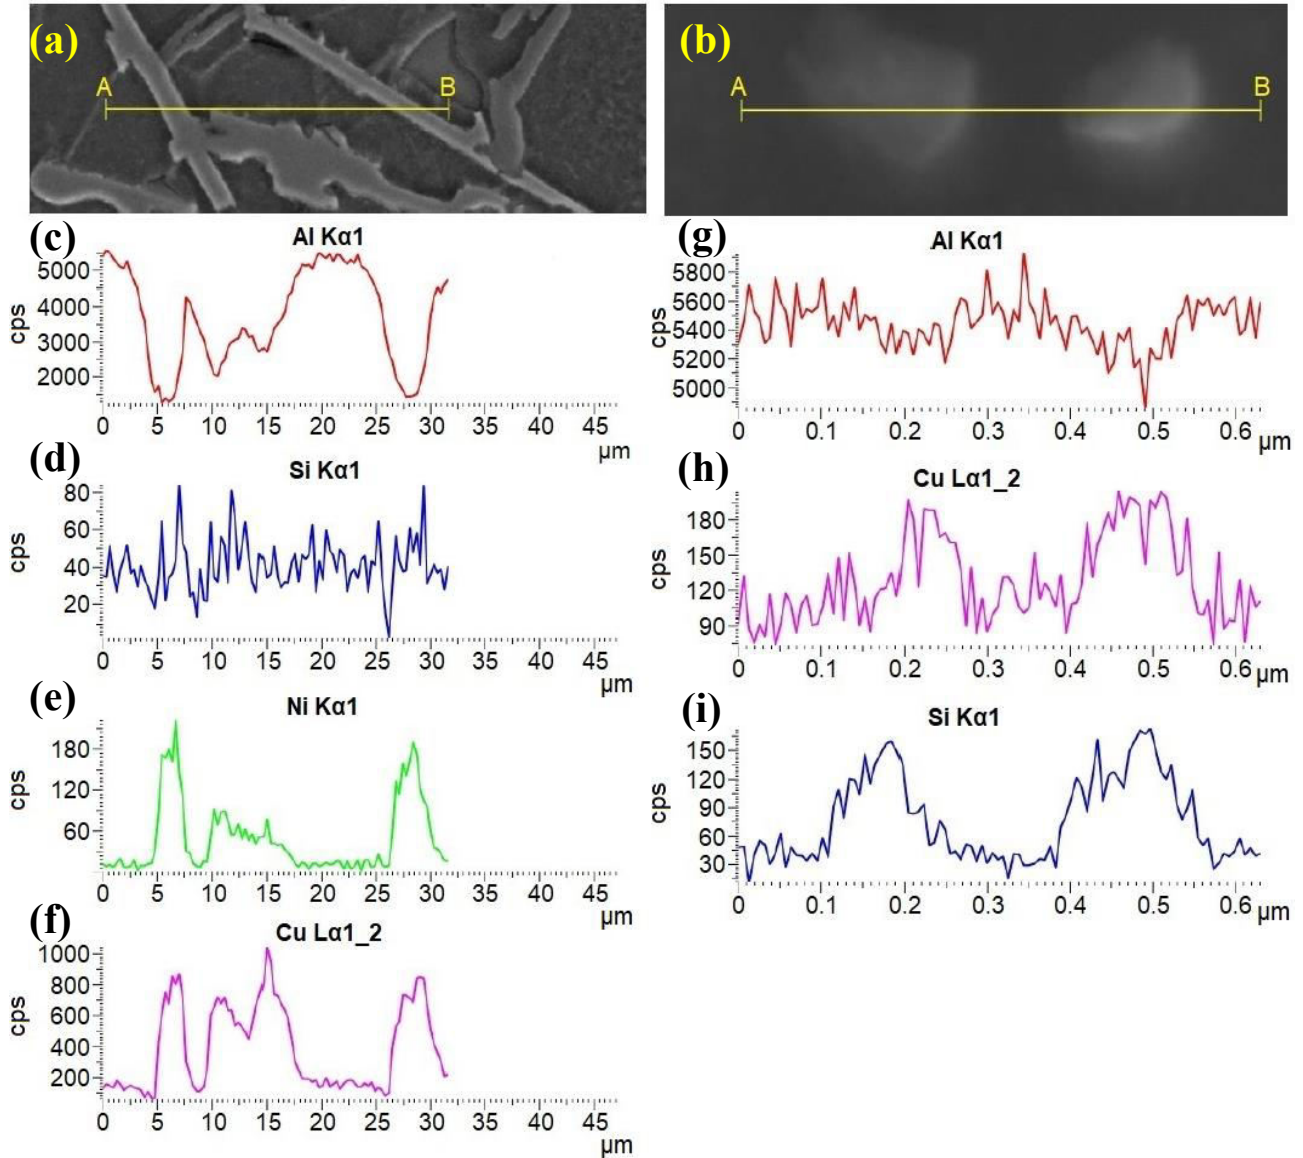 (a)
A
B
(b)
A
B
(c)
Al Kα1
5000
4000
3000
2000
cps
0 5 10 15 20 25 30 35 40 45
µm
(d)
Si Kα1
80
60
40
20
cps
0 5 10 15 20 25 30 35 40 45
µm
(e)
Ni Kα1
180
120
60
cps
0 5 10 15 20 25 30 35 40 45
µm
(f)
Cu Lα1_2
1000
800
600
400
200
cps
0 5 10 15 20 25 30 35 40 45
µm
(g)
Al Kα1
5800
5600
5400
5200
5000
cps
0 0.1 0.2 0.3 0.4 0.5 0.6
µm
(h)
Cu Lα1_2
180
150
120
90
cps
0 0.1 0.2 0.3 0.4 0.5 0.6
µm
(i)
Si Kα1
150
120
90
60
30
cps
0 0.1 0.2 0.3 0.4 0.5 0.6
µm